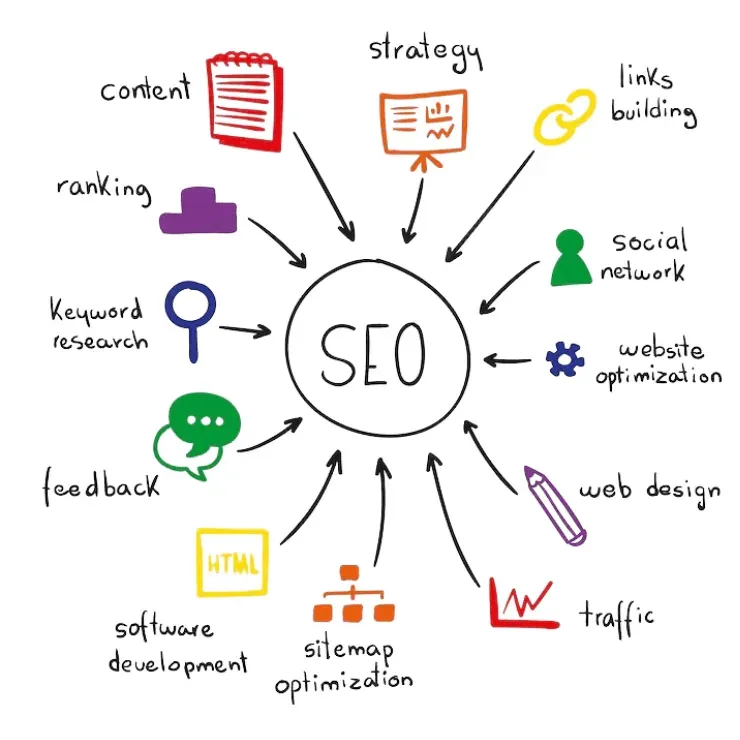 strategy
content
links
building
ranking
social
network
Keyword
research
SEO
website
optimization
feedback
web design
HTML
software
development
sitemap
optimization
traffic